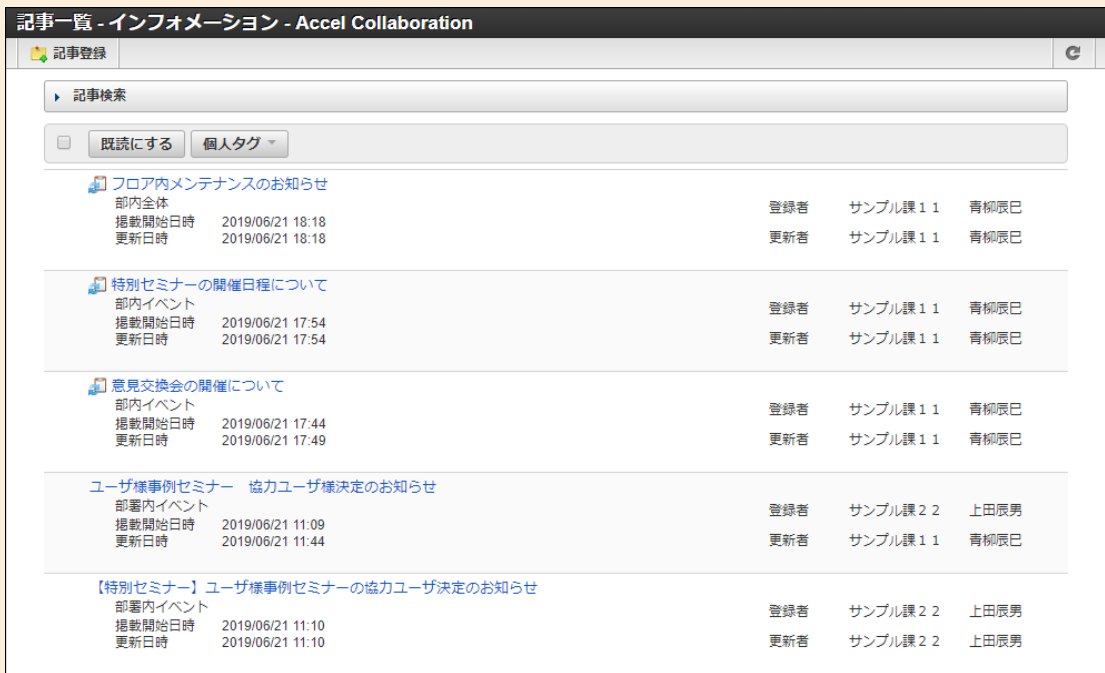 記事一覧 - インフォメーション - Accel Collaboration
記事登録
記事検索
既読にする 個人タグ
フロア内メンテナンスのお知らせ
部内全体
掲載開始日時 2019/06/21 18:18
更新日時 2019/06/21 18:18
登録者 サンプル課11 青柳辰巳
更新者 サンプル課11 青柳辰巳
特別セミナーの開催日程について
部内イベント
掲載開始日時 2019/06/21 17:54
更新日時 2019/06/21 17:54
登録者 サンプル課11 青柳辰巳
更新者 サンプル課11 青柳辰巳
意見交換会の開催について
部内イベント
掲載開始日時 2019/06/21 17:44
更新日時 2019/06/21 17:49
登録者 サンプル課11 青柳辰巳
更新者 サンプル課11 青柳辰巳
ユーザ様事例セミナー 協力ユーザ様決定のお知らせ
部署内イベント
掲載開始日時 2019/06/21 11:09
更新日時 2019/06/21 11:44
登録者 サンプル課22 上田辰男
更新者 サンプル課11 青柳辰巳
【特別セミナー】ユーザ様事例セミナーの協力ユーザ決定のお知らせ
部署内イベント
掲載開始日時 2019/06/21 11:10
更新日時 2019/06/21 11:10
登録者 サンプル課22 上田辰男
更新者 サンプル課22 上田辰男